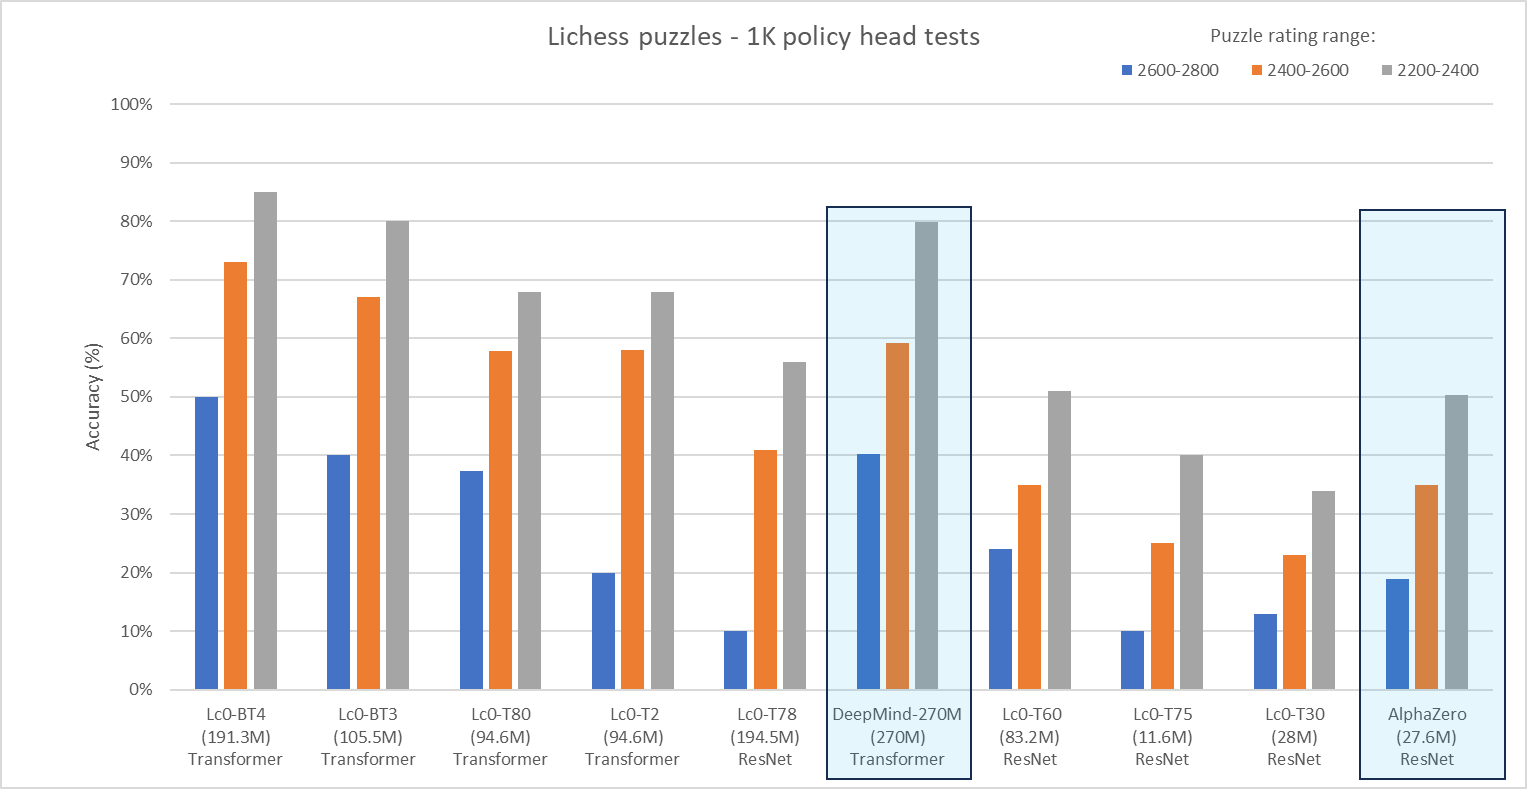 Lichess puzzles - 1K policy head tests
Puzzle rating range:
2600-2800 2400-2600 2200-2400
100%
90%
80%
70%
60%
50%
40%
30%
20%
10%
0%
Accuracy (%)
Lc0-BT4
(191.3M)
Transformer
Lc0-BT3
(105.5M)
Transformer
Lc0-T80
(94.6M)
Transformer
Lc0-T2
(94.6M)
Transformer
Lc0-T78
(194.5M)
ResNet
DeepMind-270M
(270M)
Transformer
Lc0-T60
(83.2M)
ResNet
Lc0-T75
(11.6M)
ResNet
Lc0-T30
(28M)
ResNet
AlphaZero
(27.6M)
ResNet